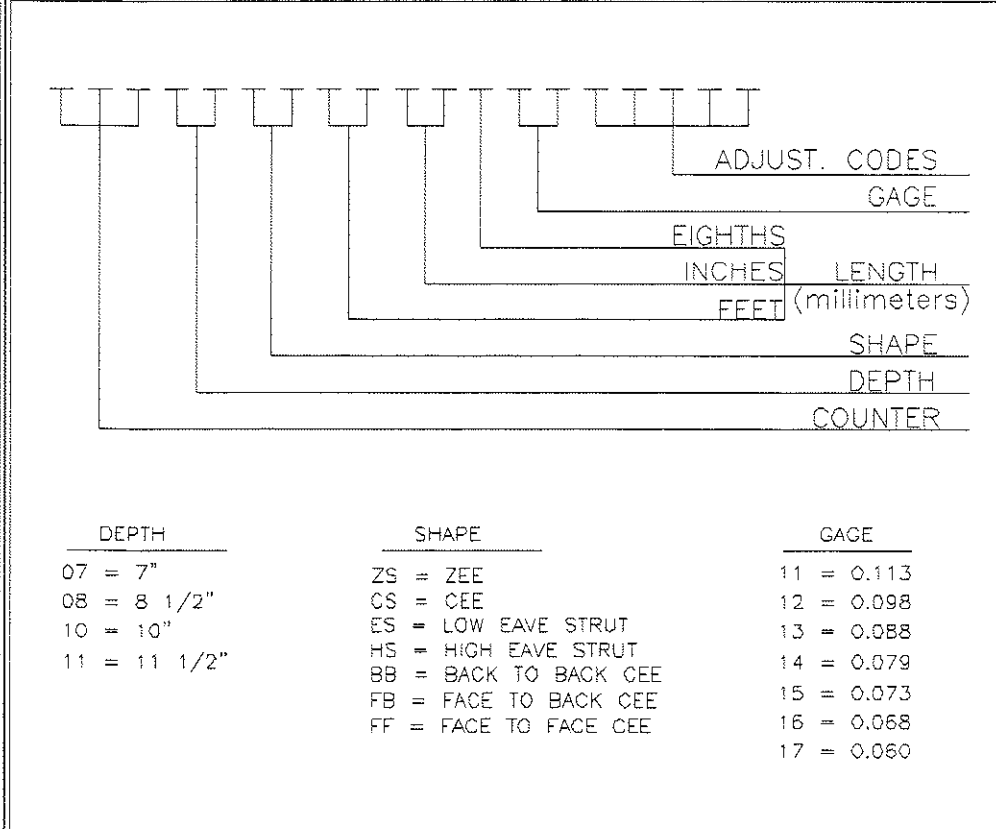 ADJUST. CODES
GAGE
EIGHTHS
INCHES LENGTH
FEET (millimeters)
SHAPE
DEPTH
COUNTER
DEPTH SHAPE GAGE
07 = 7" ZS = ZEE 11 = 0.113
08 = 8 1/2" CS = CEE 12 = 0.098
10 = 10" ES = LOW EAVE STRUT 13 = 0.088
11 = 11 1/2" HS = HIGH EAVE STRUT 14 = 0.079
BB = BACK TO BACK CEE 15 = 0.073
FB = FACE TO BACK CEE 16 = 0.068
FF = FACE TO FACE CEE 17 = 0.060